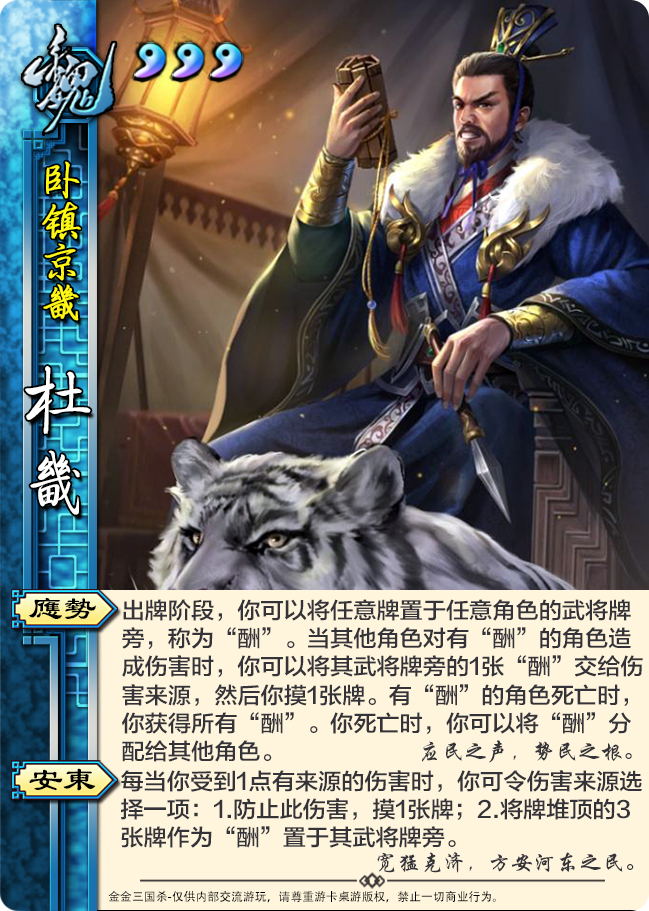 魏
卧镇京畿
杜畿
應勢
出牌阶段，你可以将任意牌置于任意角色的武将牌
旁，称为“酬”。当其他角色对有“酬”的角色造
成伤害时，你可以将其武将牌旁的1张“酬”交给伤
害来源，然后你摸1张牌。有“酬”的角色死亡时，
你获得所有“酬”。你死亡时，你可以将“酬”分
配给其他角色。
应民之声，势民之根。
安東
每当你受到1点有来源的伤害时，你可令伤害来源选
择一项：1.防止此伤害，摸1张牌；2.将牌堆顶的3
张牌作为“酬”置于其武将牌旁。
宽猛克济，方安河东之民。
金金三国杀-仅供内部交流游玩，请尊重游卡桌游版权，禁止一切商业行为。